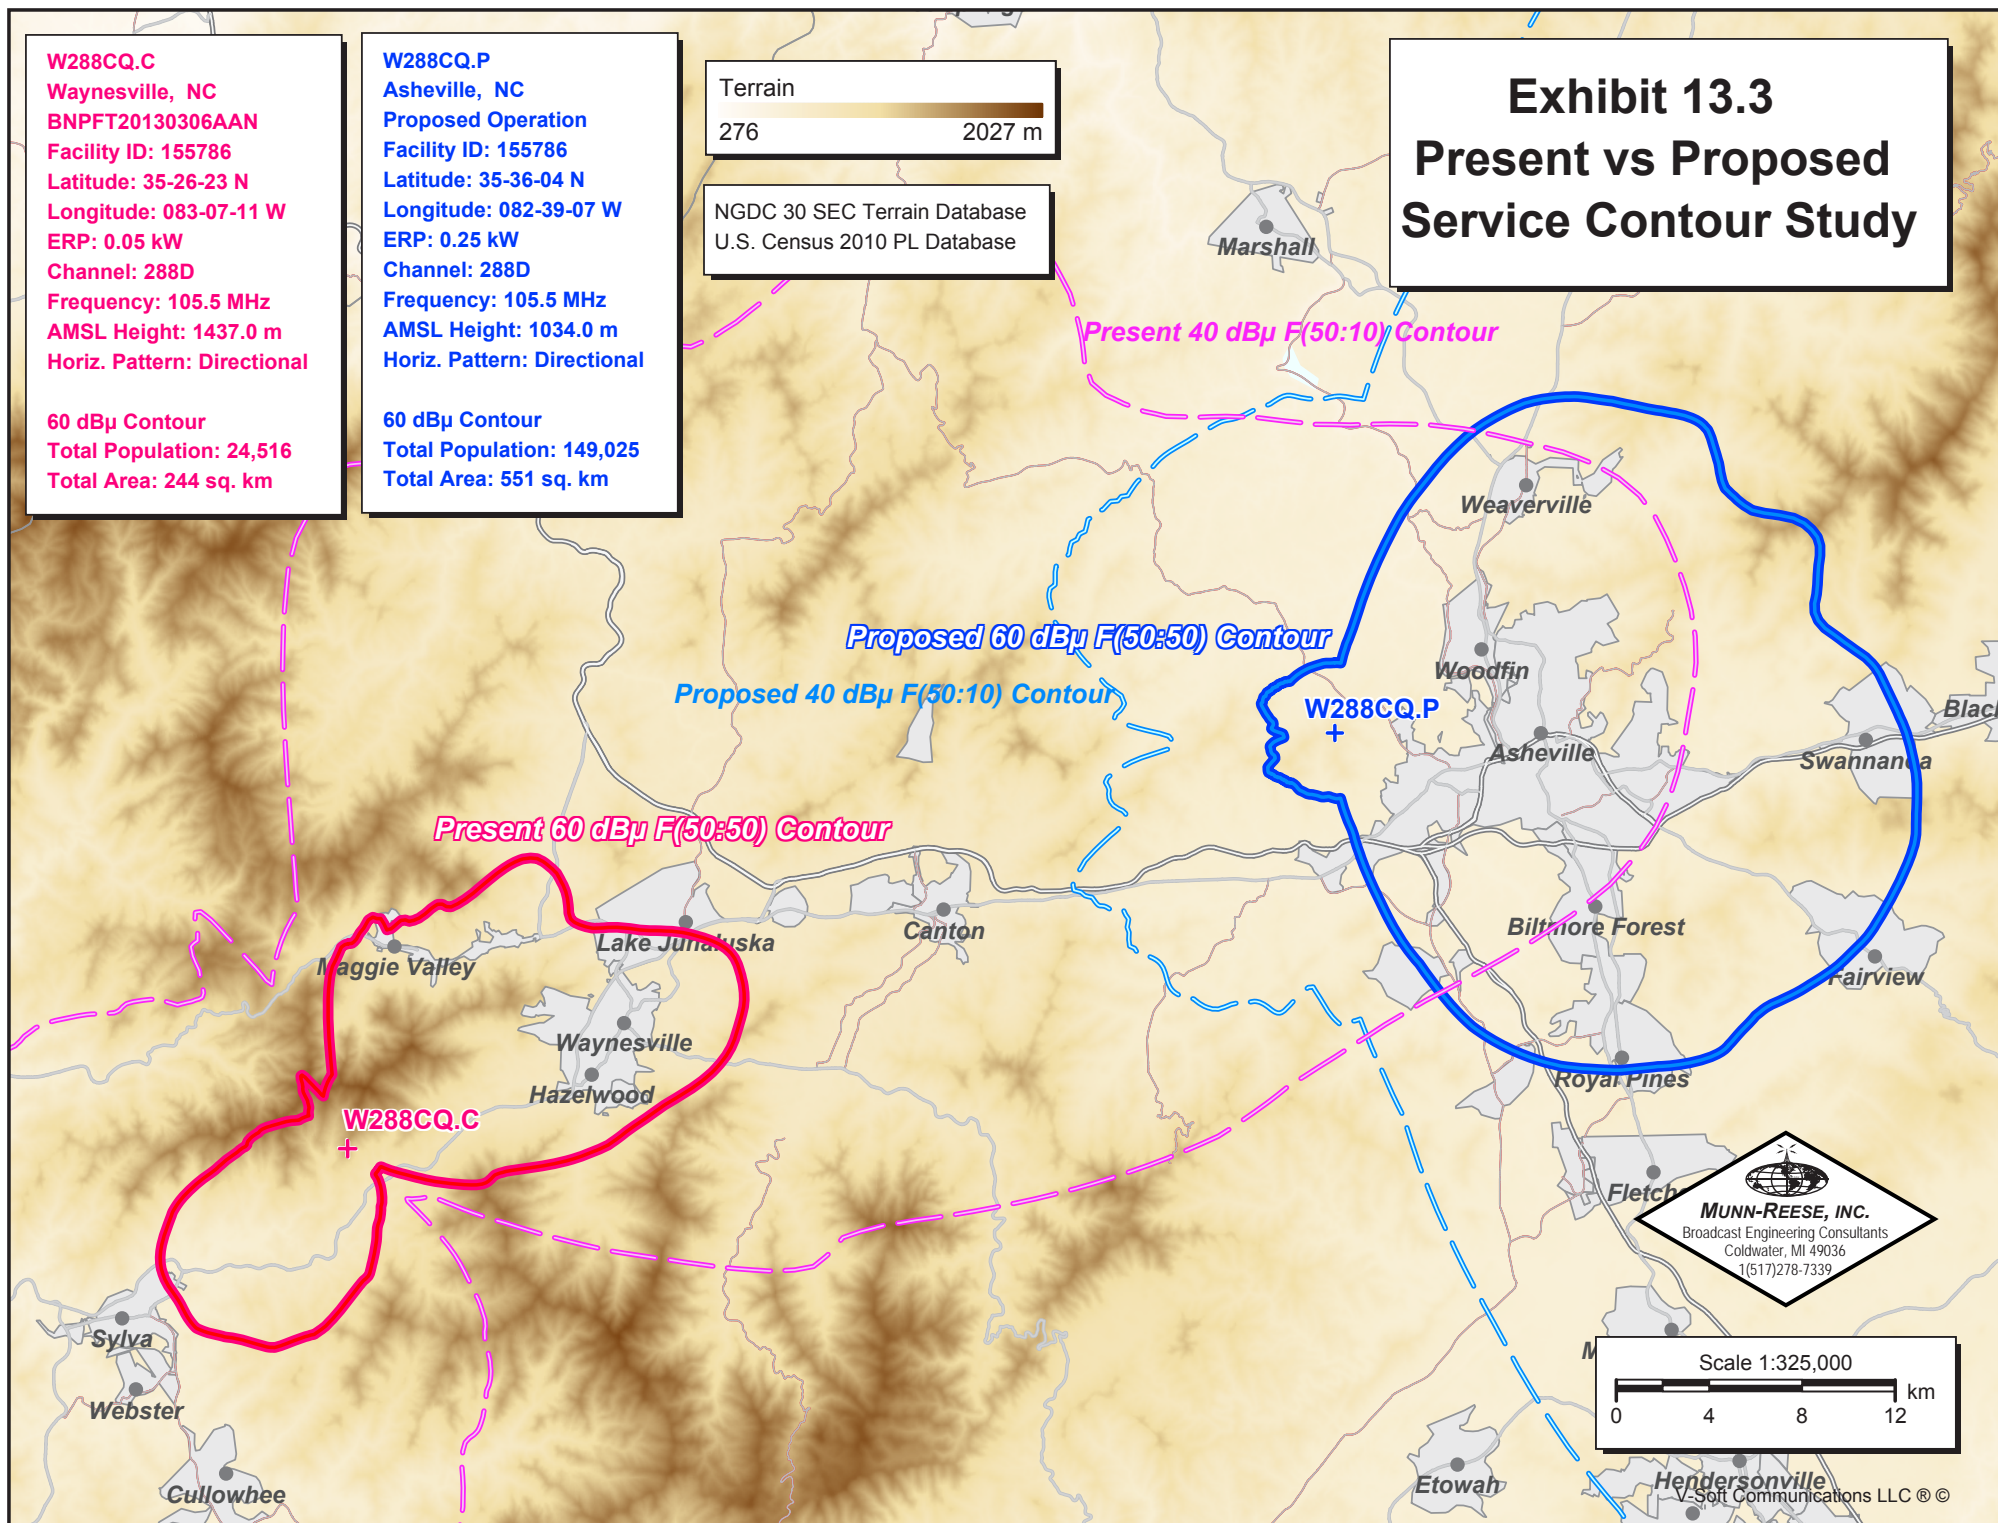 W288CQ.C
Waynesville, NC
BNPFT20130306AAN
Facility ID: 155786
Latitude: 35-26-23 N
Longitude: 083-07-11 W
ERP: 0.05 kW
Channel: 288D
Frequency: 105.5 MHz
AMSL Height: 1437.0 m
Horiz. Pattern: Directional
60 dBµ Contour
Total Population: 24,516
Total Area: 244 sq. km
W288CQ.P
Asheville, NC
Proposed Operation
Facility ID: 155786
Latitude: 35-36-04 N
Longitude: 082-39-07 W
ERP: 0.25 kW
Channel: 288D
Frequency: 105.5 MHz
AMSL Height: 1034.0 m
Horiz. Pattern: Directional
60 dBµ Contour
Total Population: 149,025
Total Area: 551 sq. km
Terrain
276 2027 m
NGDC 30 SEC Terrain Database
U.S. Census 2010 PL Database
Exhibit 13.3
Present vs Proposed
Service Contour Study
Marshall
Present 40 dBµ F(50:10) Contour
Weaverville
Proposed 60 dBµ F(50:50) Contour
Woodfin
Proposed 40 dBµ F(50:10) Contour
W288CQ.P
Blac
Asheville
Swannanoa
Present 60 dBµ F(50:50) Contour
Biltmore Forest
Canton
Lake Junaluska
Maggie Valley
Fairview
Waynesville
Royal Pines
Hazelwood
W288CQ.C
Fletch
MUNN-REESE, INC.
Broadcast Engineering Consultants
Coldwater, MI 49036
1(517)278-7339
Sylva
M
Scale 1:325,000
km
0 4 8 12
Webster
Etowah
Hendersonville
Cullowhee
V-Soft Communications LLC ® ©